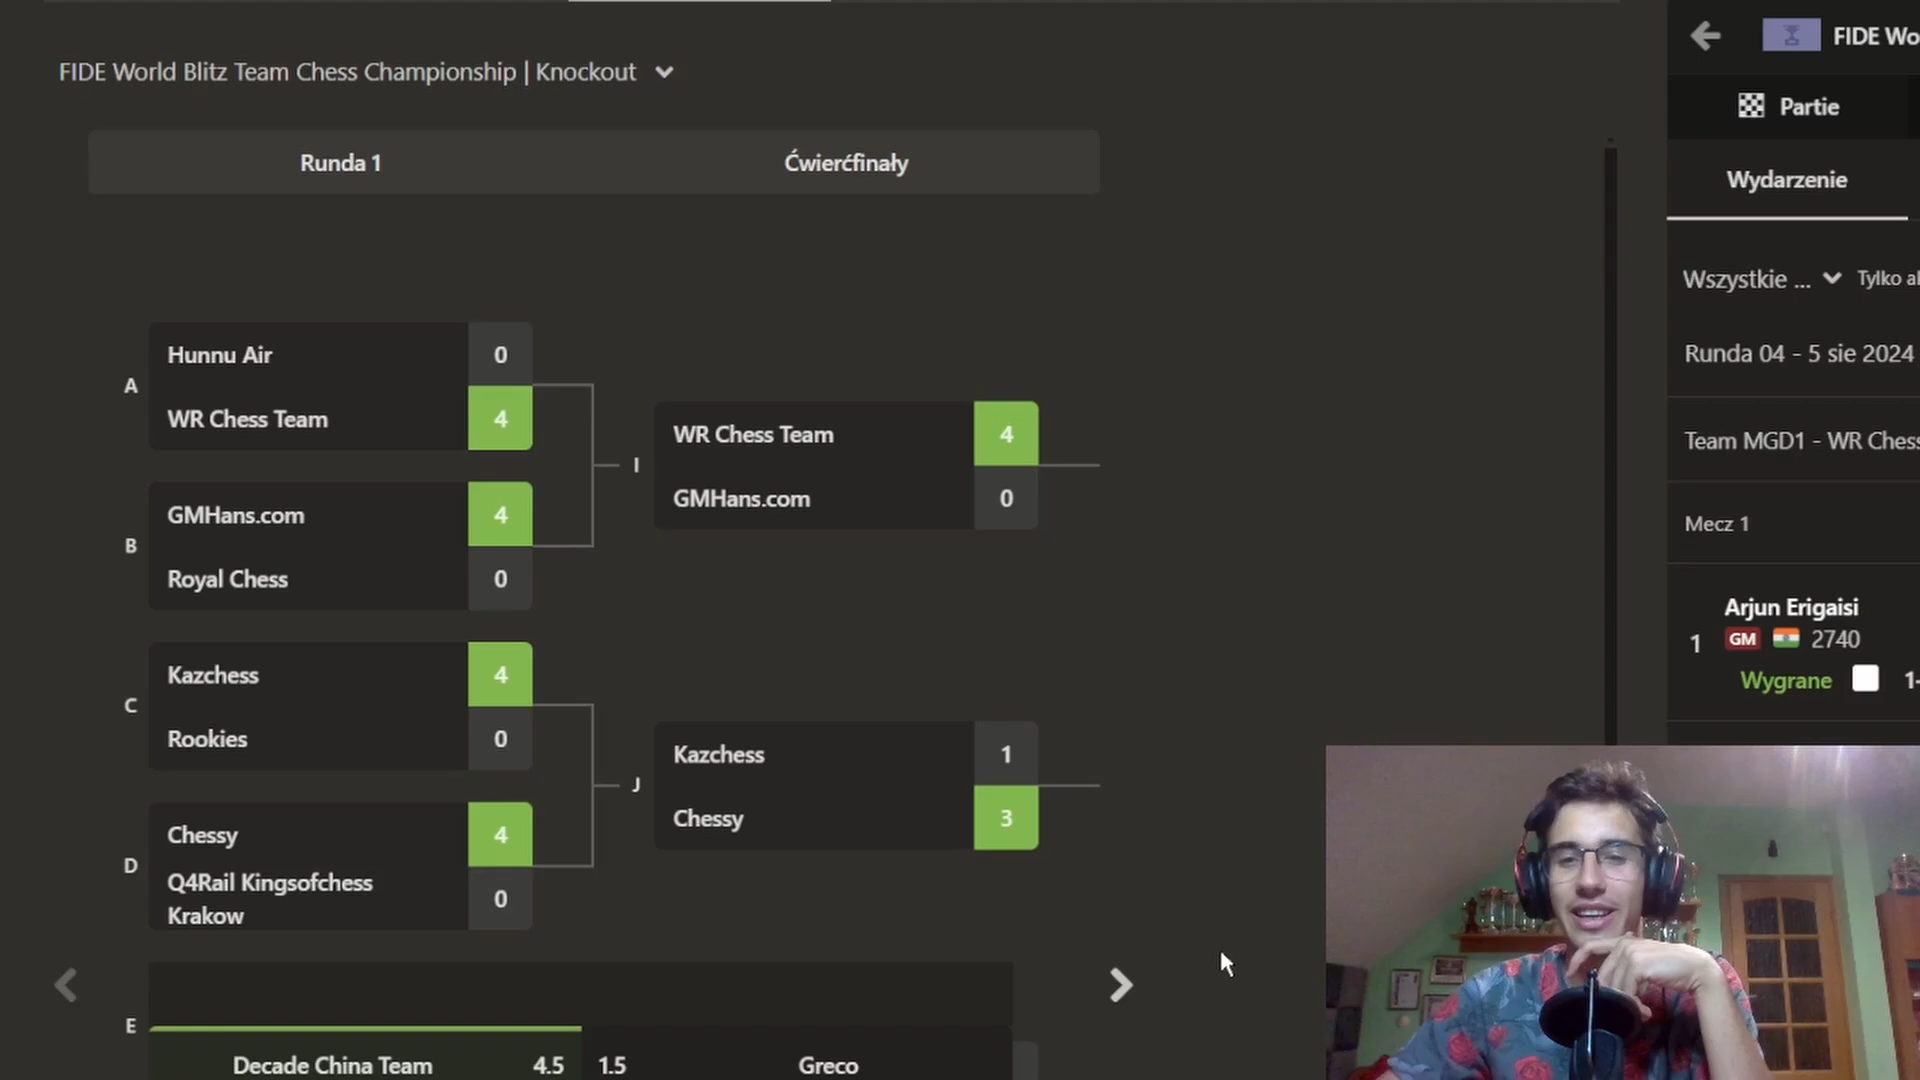 FIDE World Blitz Team Chess Championship | Knockout
Runda 1
Ćwierćfinały
A
Hunnu Air 0
WR Chess Team 4
B
GMHans.com 4
Royal Chess 0
I
WR Chess Team 4
GMHans.com 0
C
Kazchess 4
Rookies 0
D
Chessy 4
Q4Rail Kingsofchess
Krakow
0
J
Kazchess 1
Chessy 3
E
Decade China Team 4.5 1.5 Greco
FIDE Wo
Partie
Wydarzenie
Wszystkie ... Tylko
Runda 04 - 5 sie 2024
Team MGD1 - WR Chess
Mecz 1
1
Arjun Erigaisi
GM 2740
Wygrane 1-